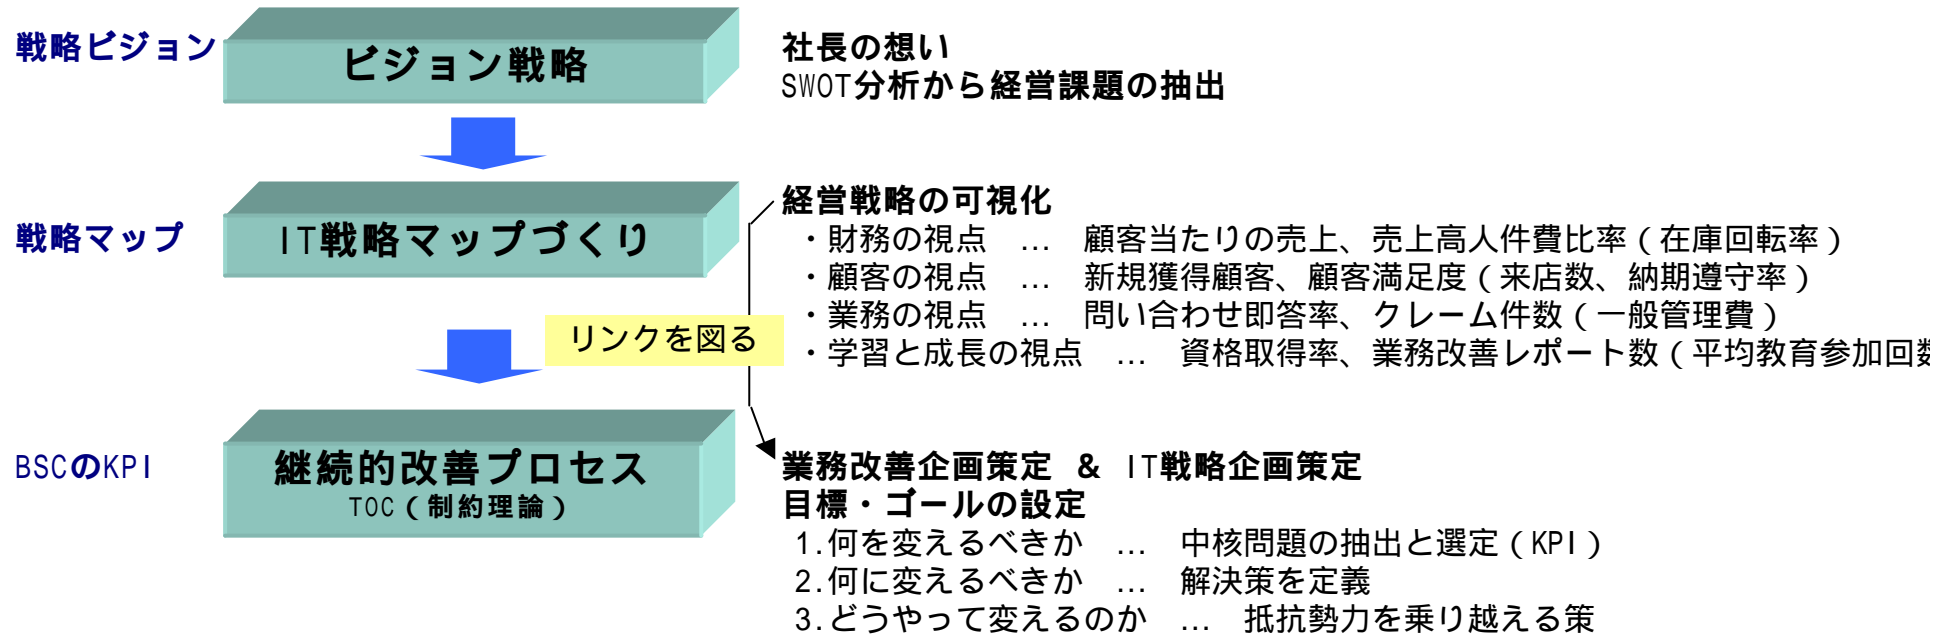 戦略ビジョン
ビジョン戦略
社長の想い
SWOT分析から経営課題の抽出
戦略マップ
IT戦略マップづくり
経営戦略の可視化
・財務の視点 … 顧客当たりの売上、売上高人件費比率(在庫回転率)
・顧客の視点 … 新規獲得顧客、顧客満足度(来店数、納期遵守率)
・業務の視点 … 問い合わせ即答率、クレーム件数(一般管理費)
・学習と成長の視点 … 資格取得率、業務改善レポート数(平均教育参加回数
リンクを図る
BSCのKPI
継続的改善プロセス
TOC(制約理論)
業務改善企画策定 & IT戦略企画策定
目標・ゴールの設定
1.何を変えるべきか … 中核問題の抽出と選定(KPI)
2.何に変えるべきか … 解決策を定義
3.どうやって変えるのか … 抵抗勢力を乗り越える策